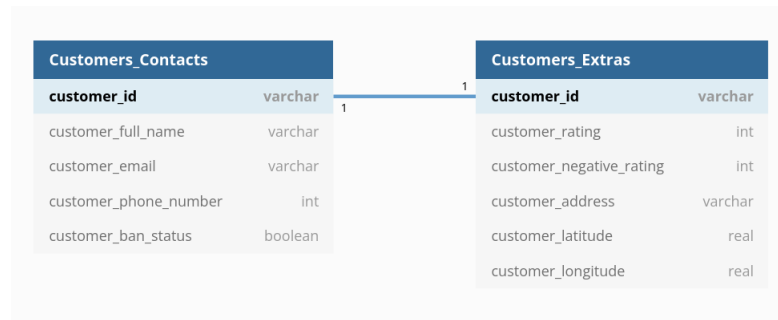 Customers_Contacts
customer_id varchar
customer_full_name varchar
customer_email varchar
customer_phone_number int
customer_ban_status boolean
1
1
Customers_Extras
customer_id varchar
customer_rating int
customer_negative_rating int
customer_address varchar
customer_latitude real
customer_longitude real